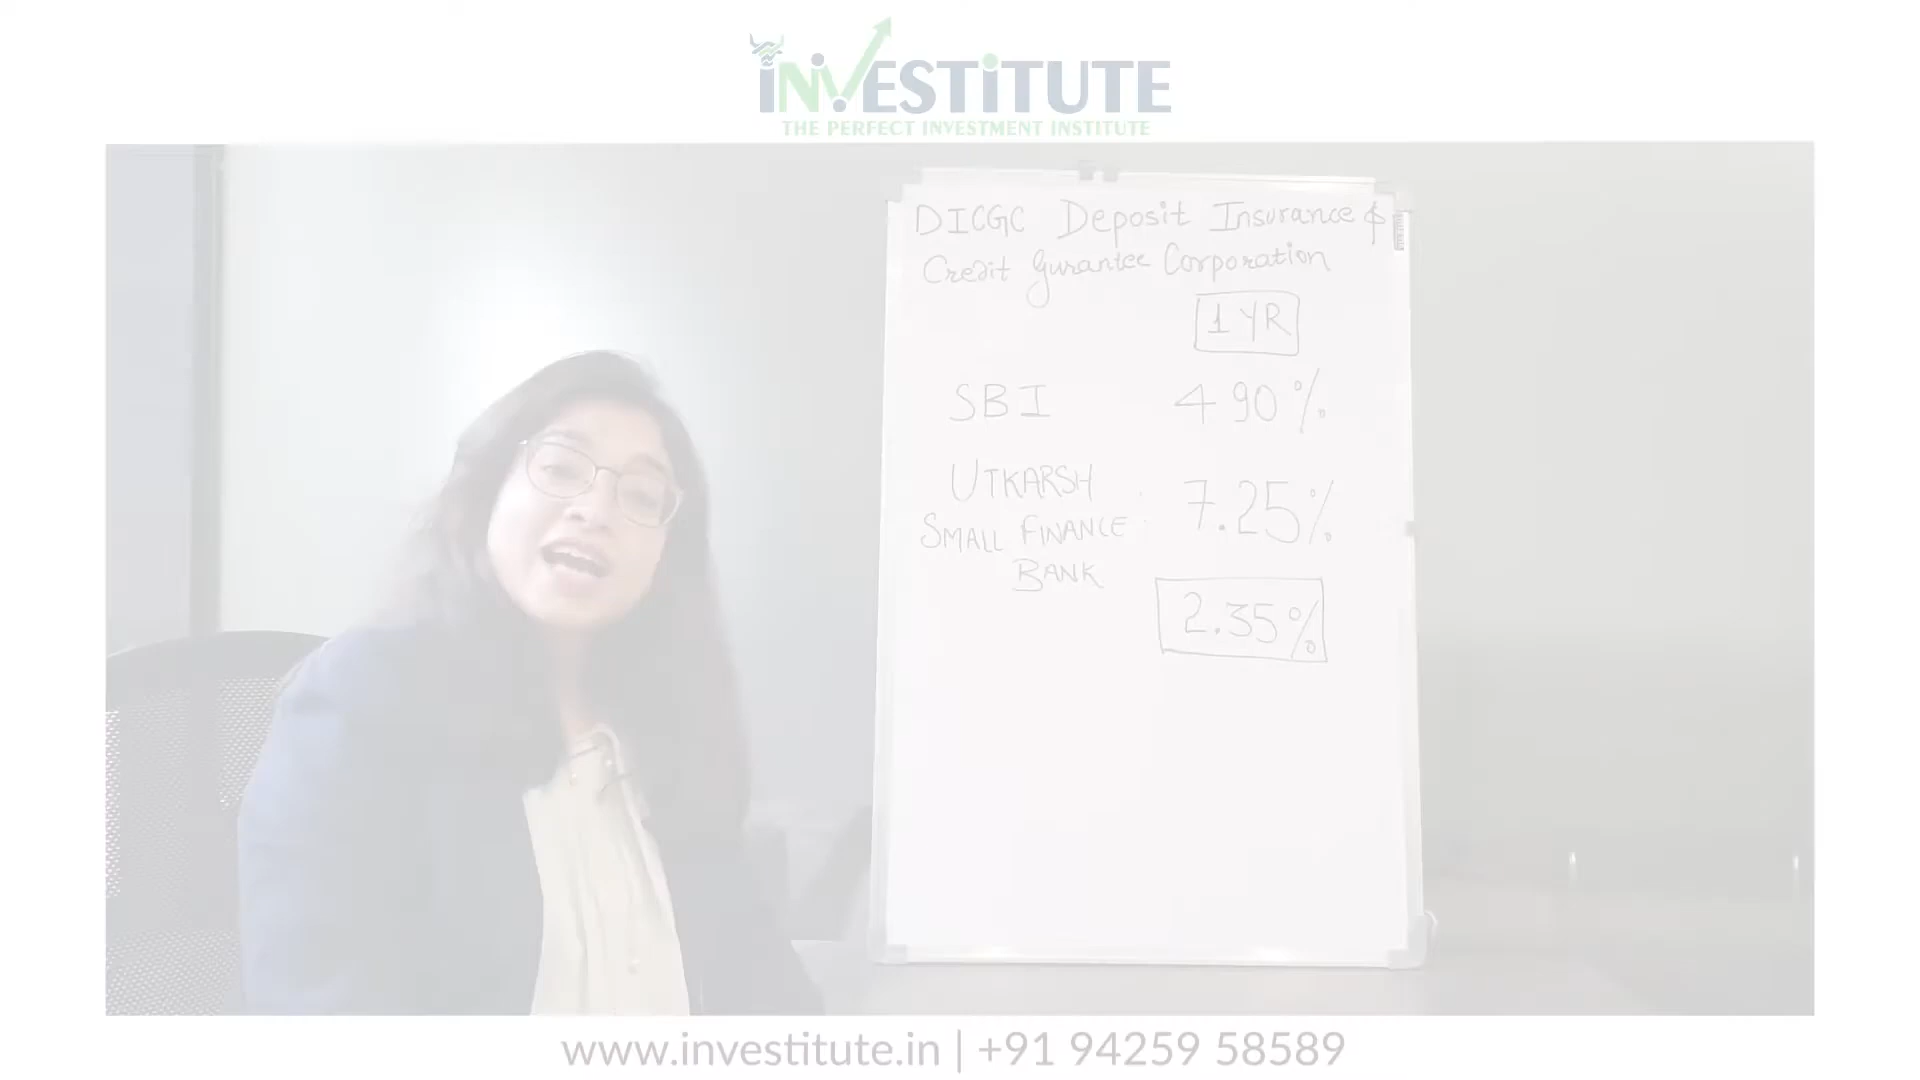 iNVESTiTUTE
THE PERFECT INVESTMENT INSTITUTE
DICGC Deposit Insurance &
Credit Gurantee Corporation
1 YR
SBI 4 90%
UTKARSH
SMALL FINANCE 7.25%
BANK
2.35%
www.investitute.in | +91 94259 58589